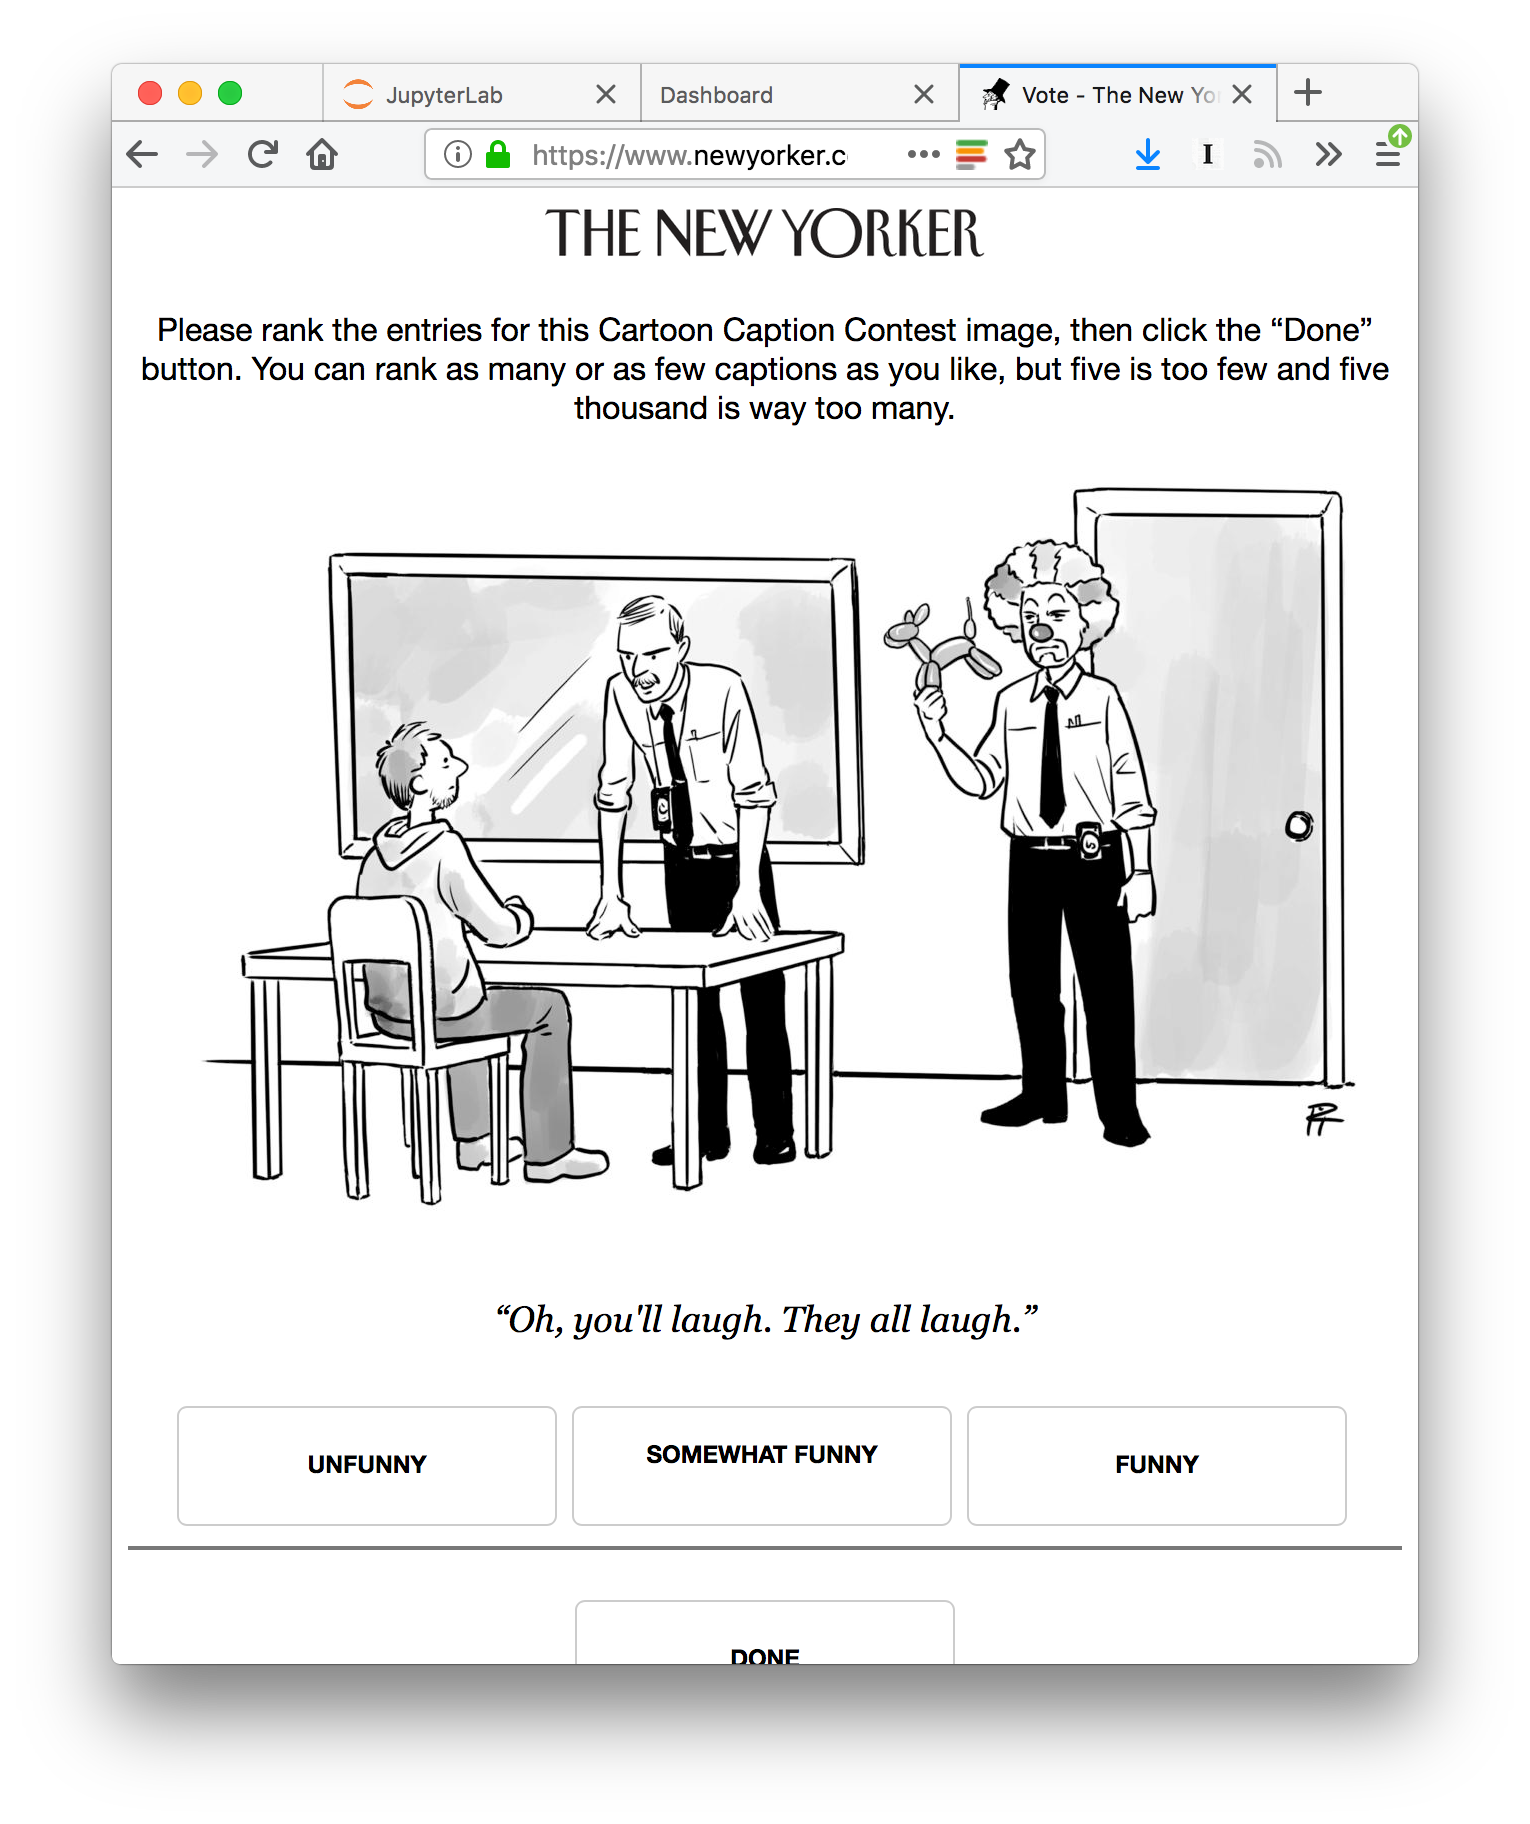 JupyterLab
Dashboard
Vote - The New Yo
https://www.newyorker.c
THE NEW YORKER
Please rank the entries for this Cartoon Caption Contest image, then click the “Done”
button. You can rank as many or as few captions as you like, but five is too few and five
thousand is way too many.
“Oh, you'll laugh. They all laugh.”
UNFUNNY
SOMEWHAT FUNNY
FUNNY
DONE